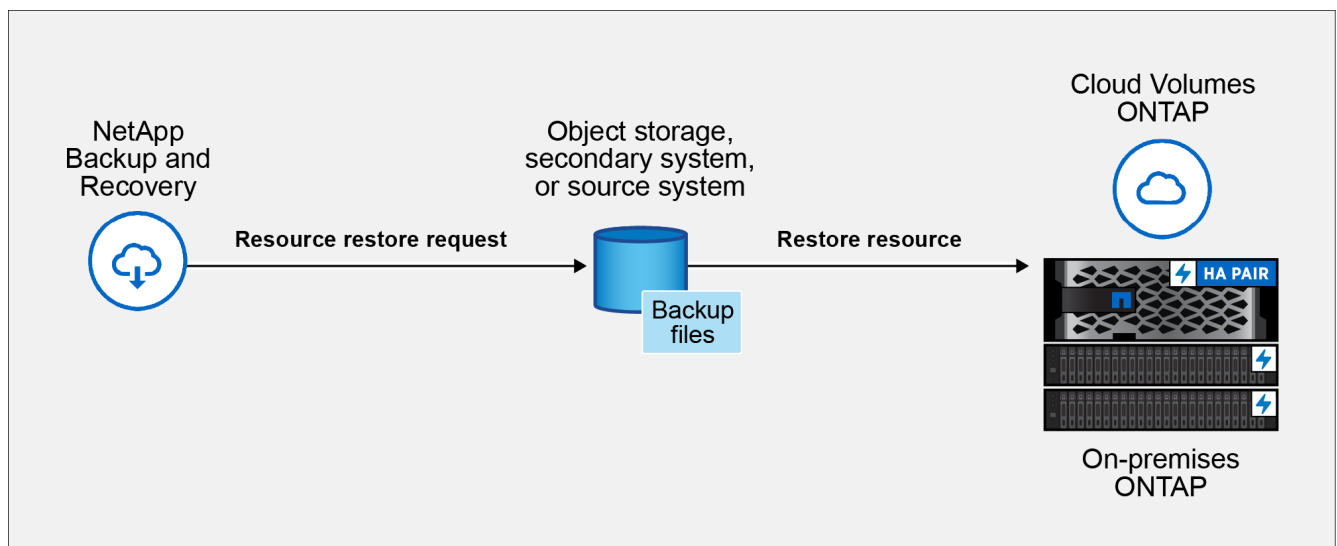 NetApp
Backup and
Recovery
Resource restore request
Object storage,
secondary system,
or source system
Backup
files
Restore resource
Cloud Volumes
ONTAP
HA PAIR
On-premises
ONTAP